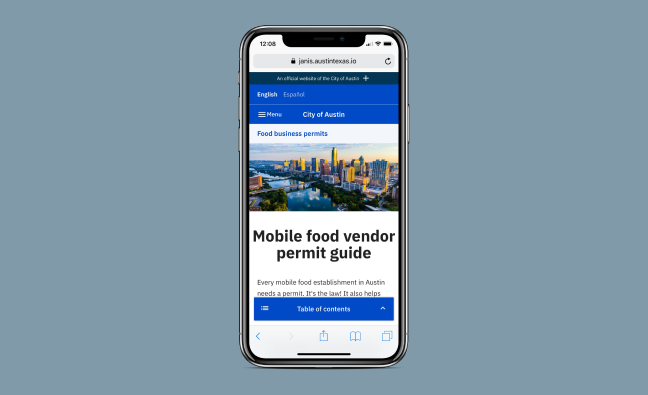 12:08
janis.austintexas.io
An official website of the City of Austin
English Español
Menu City of Austin
Food business permits
Mobile food vendor
permit guide
Every mobile food establishment in Austin
needs a permit. It's the law! It also helps
Table of contents